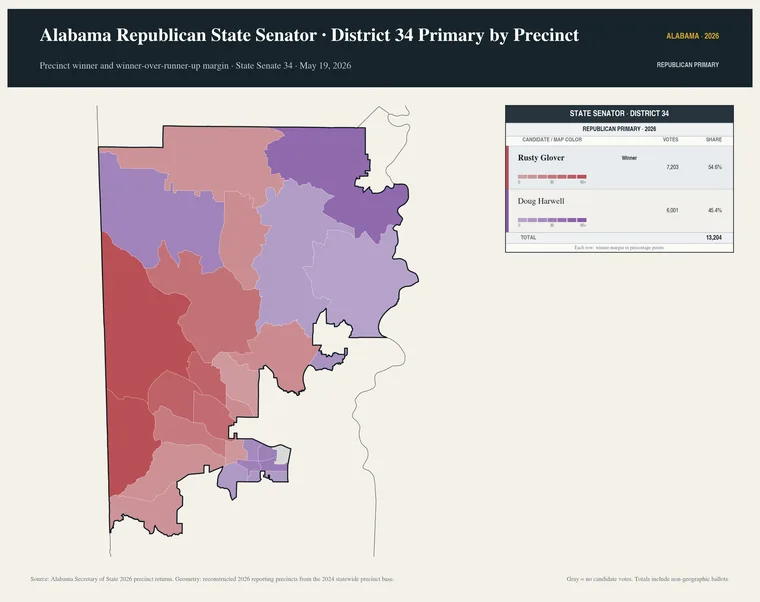 Alabama Republican State Senator · District 34 Primary by Precinct
ALABAMA · 2026
Precinct winner and winner-over-runner-up margin · State Senate 34 · May 19, 2026
REPUBLICAN PRIMARY
STATE SENATOR · DISTRICT 34
REPUBLICAN PRIMARY · 2026
CANDIDATE / MAP COLOR VOTES SHARE
Rusty Glover Winner 7,203 54.6%
Doug Harwell 6,001 45.4%
TOTAL 13,204
Each row: winner margin in percentage points
Source: Alabama Secretary of State 2026 precinct returns. Geometry: reconstructed 2026 reporting precincts from the 2024 statewide precinct base.
Gray = no candidate votes. Totals include non-geographic ballots.